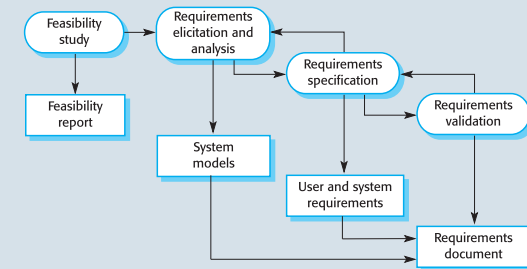 Feasibility
study
Requirements
elicitation and
analysis
Requirements
specification
Requirements
validation
Feasibility
report
System
models
User and system
requirements
Requirements
document